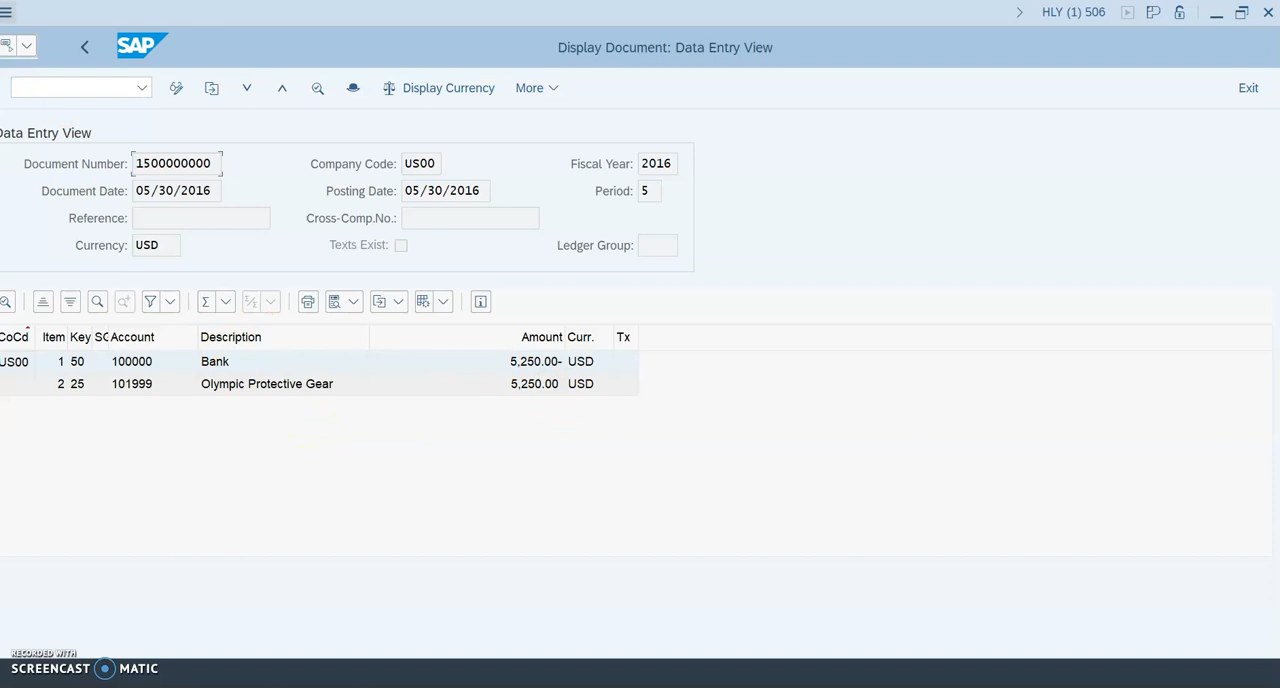 HLY (1) 506
SAP
Display Document: Data Entry View
Display Currency
More
Exit
Data Entry View
Document Number: 1500000000 Company Code: US00 Fiscal Year: 2016
Document Date: 05/30/2016 Posting Date: 05/30/2016 Period: 5
Reference: Cross-Comp.No.:
Currency: USD Texts Exist: Ledger Group:
CoCd Item Key SG Account Description Amount Curr. Tx
US00 1 50 100000 Bank 5,250.00- USD
2 25 101999 Olympic Protective Gear 5,250.00 USD
RECORDED WITH
SCREENCAST MATIC